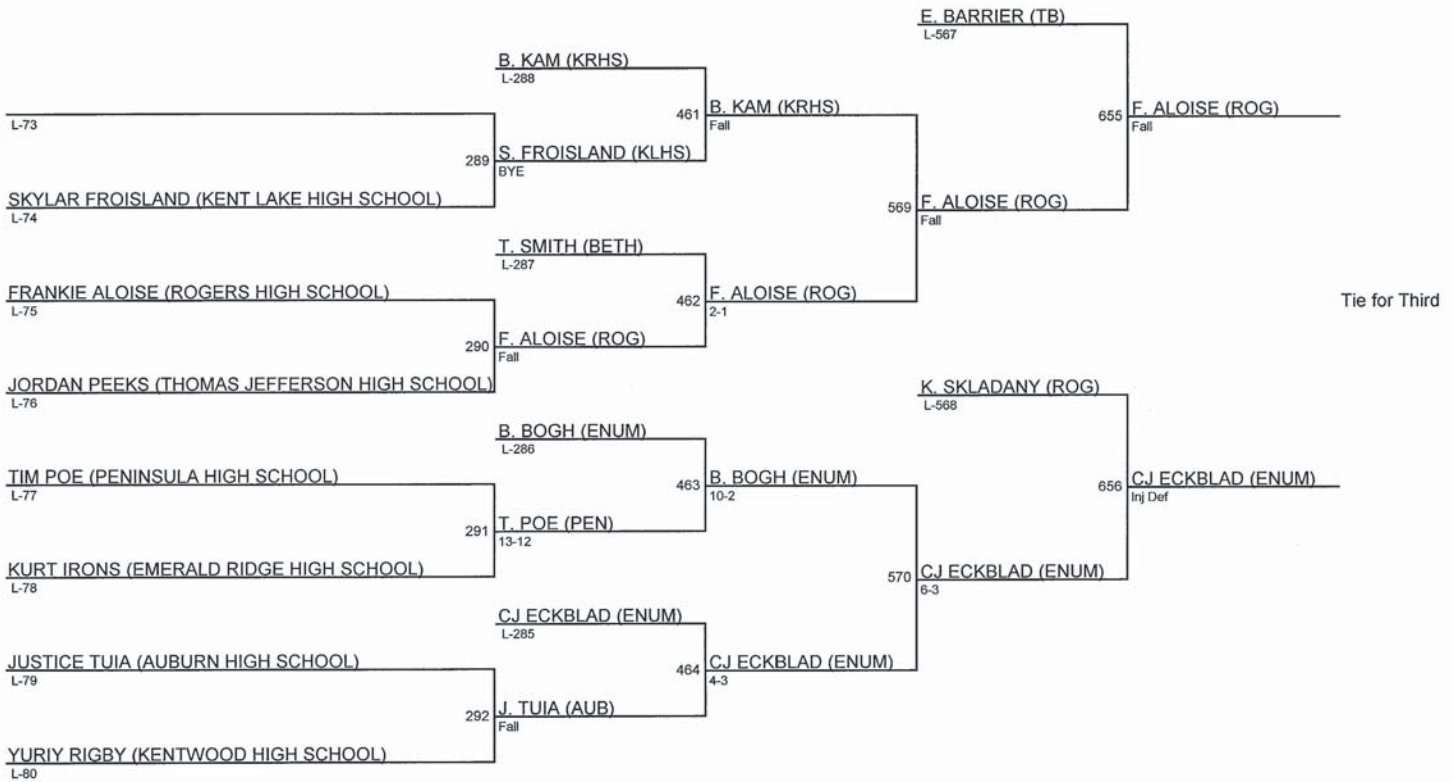 E. BARRIER (TB)
L-567
B. KAM (KRHS)
L-288
L-73
461
B. KAM (KRHS)
Fall
655
F. ALOISE (ROG)
Fall
289
S. FROISLAND (KLHS)
BYE
SKYLAR FROISLAND (KENT LAKE HIGH SCHOOL)
L-74
569
F. ALOISE (ROG)
Fall
T. SMITH (BETH)
L-287
FRANKIE ALOISE (ROGERS HIGH SCHOOL)
L-75
462
F. ALOISE (ROG)
2-1
Tie for Third
290
F. ALOISE (ROG)
Fall
JORDAN PEEKS (THOMAS JEFFERSON HIGH SCHOOL)
L-76
K. SKLADANY (ROG)
L-568
B. BOGH (ENUM)
L-286
TIM POE (PENINSULA HIGH SCHOOL)
L-77
463
B. BOGH (ENUM)
10-2
656
CJ ECKBLAD (ENUM)
Inj Def
291
T. POE (PEN)
13-12
KURT IRONS (EMERALD RIDGE HIGH SCHOOL)
L-78
570
CJ ECKBLAD (ENUM)
6-3
CJ ECKBLAD (ENUM)
L-285
JUSTICE TUIA (AUBURN HIGH SCHOOL)
L-79
464
CJ ECKBLAD (ENUM)
4-3
292
J. TUIA (AUB)
Fall
YURIY RIGBY (KENTWOOD HIGH SCHOOL)
L-80